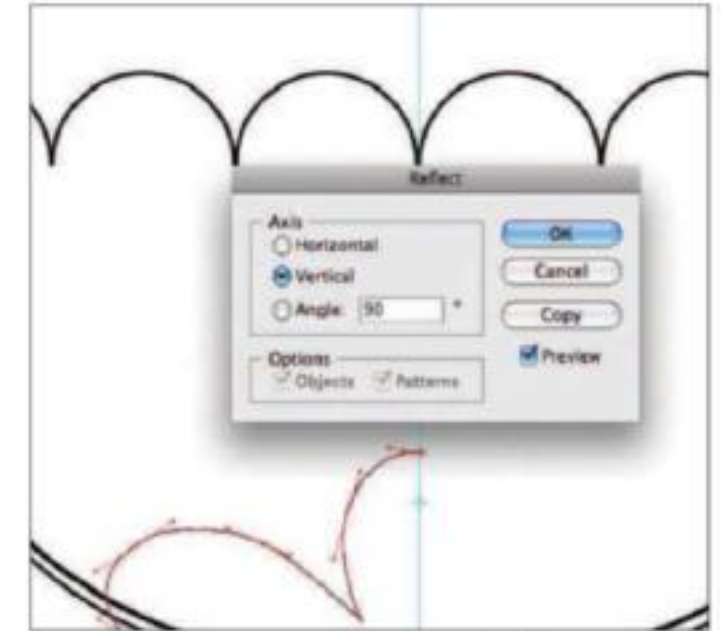 Reflect
Axis
Horizontal
Vertical
Angle: 90 °
Options
Objects Patterns
OK
Cancel
Copy
Preview